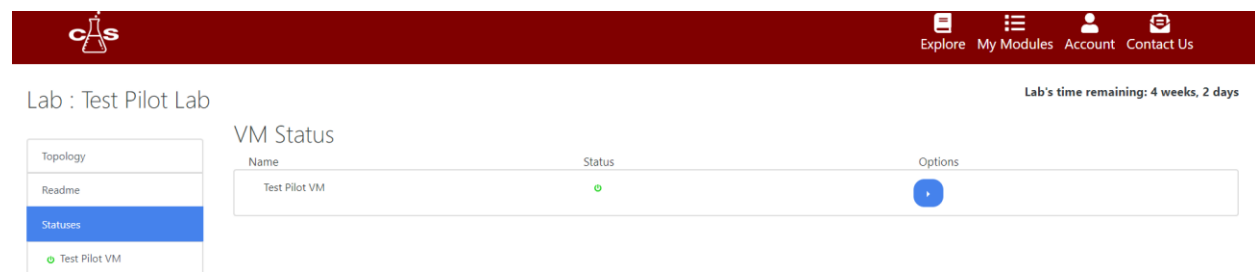 CAS
Explore My Modules Account Contact Us
Lab : Test Pilot Lab
Lab's time remaining: 4 weeks, 2 days
Topology
Readme
Statuses
Test Pilot VM
VM Status
Name Status Options
Test Pilot VM